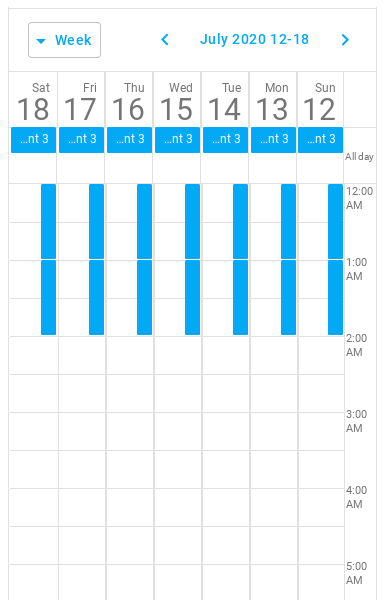 Week
July 2020 12-18
Sat Fri Thu Wed Tue Mon Sun
18 17 16 15 14 13 12
...nt 3 ...nt 3 ...nt 3 ...nt 3 ...nt 3 ...nt 3 ...nt 3
All day
12:00
AM
1:00
AM
2:00
AM
3:00
AM
4:00
AM
5:00
AM